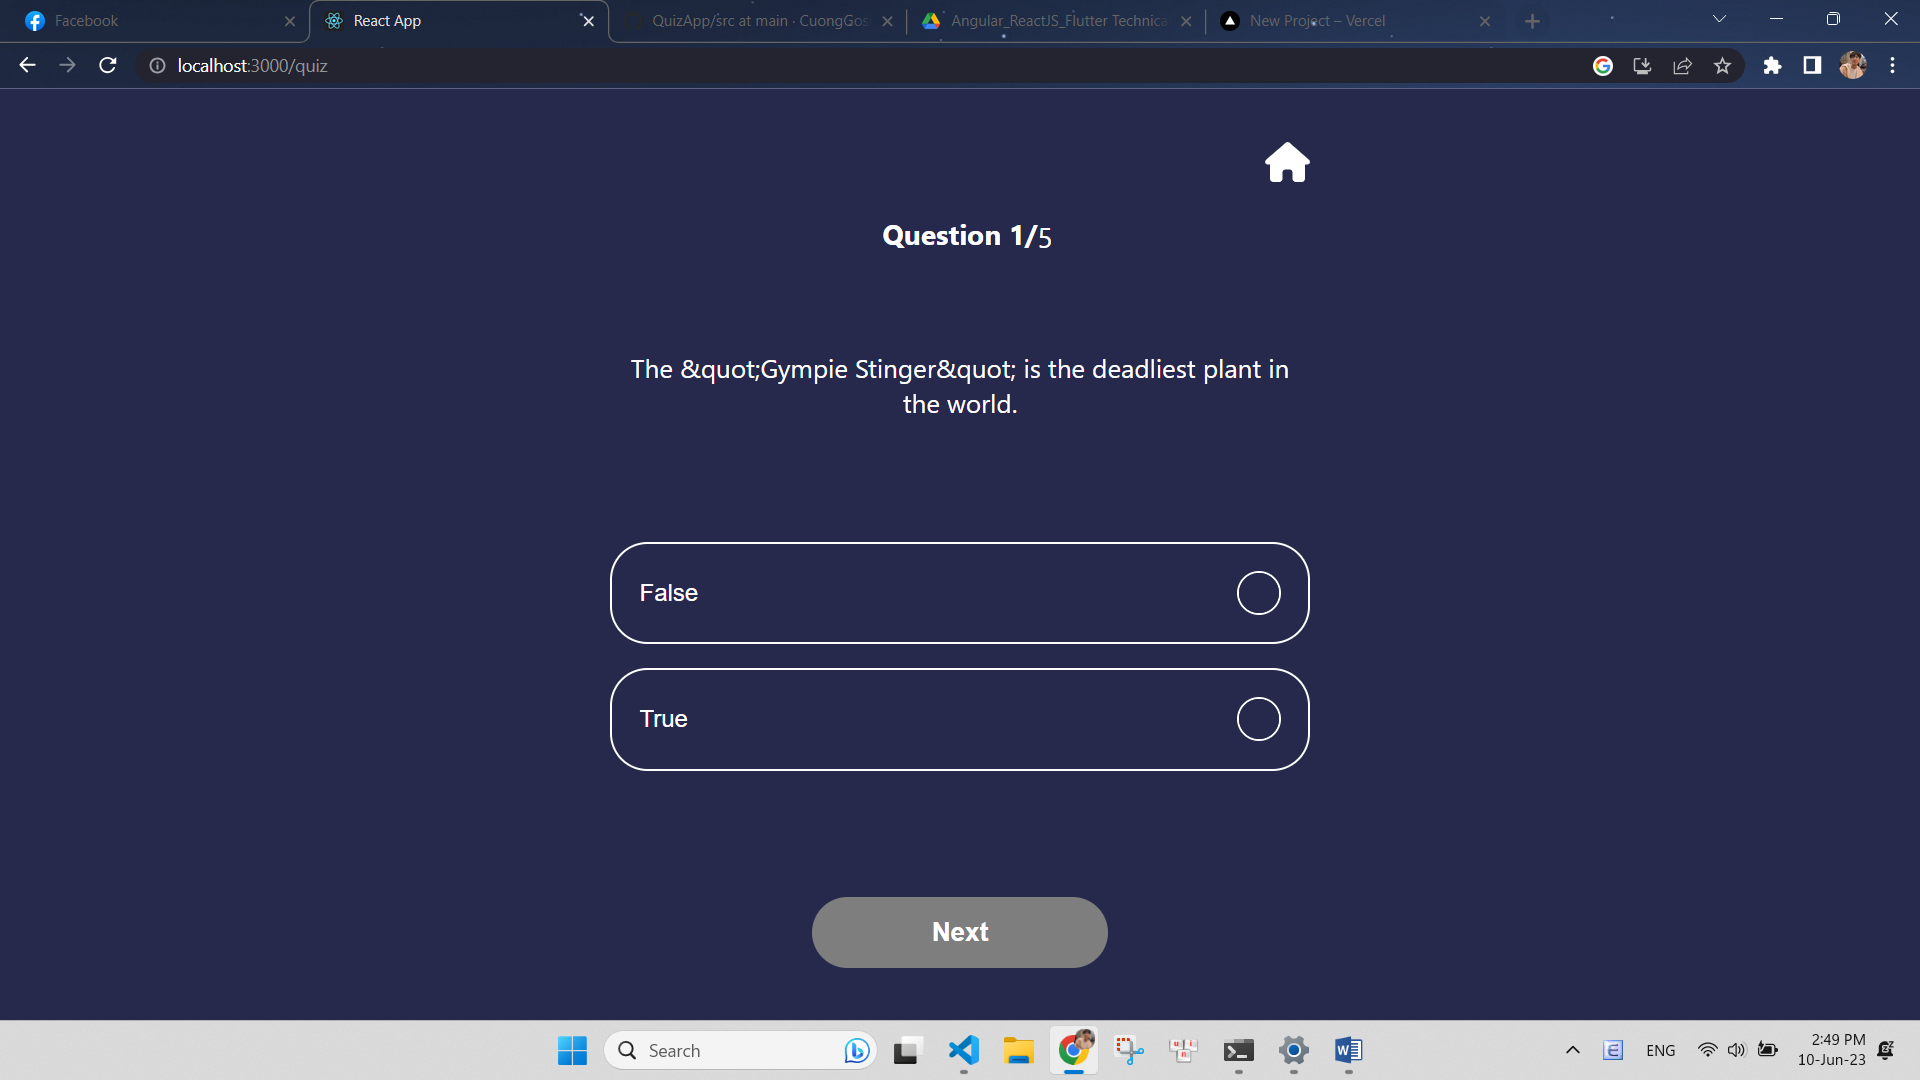 Facebook
React App
QuizApp/src at main · CuongGos
Angular_ReactJS_Flutter Technica
New Project – Vercel
localhost:3000/quiz
Question 1/5
The &quot;Gympie Stinger&quot; is the deadliest plant in
the world.
False
True
Next
Search
ENG
2:49 PM
10-Jun-23